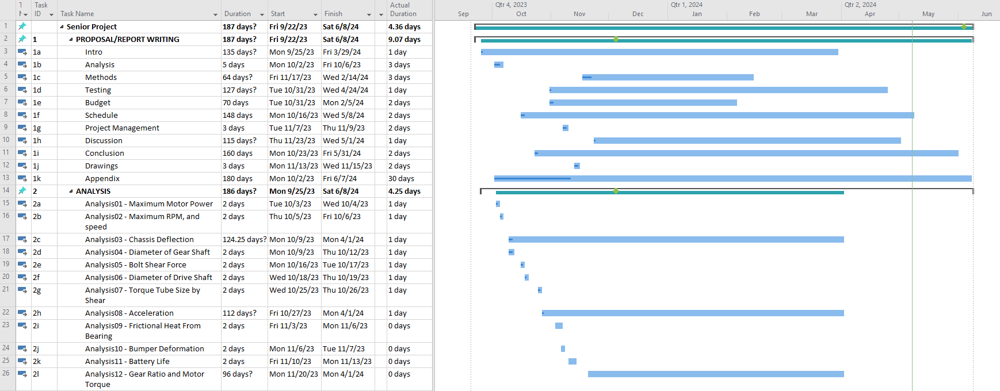 T Task Actual Qtr 4, 2023 Qtr 1, 2024 Qtr 2, 2024
ID Task Name Duration Start Finish Duration Sep Oct Nov Dec Jan Feb Mar Apr May Jun
1 Senior Project 187 days? Fri 9/22/23 Sat 6/8/24 4.36 days
2 1 PROPOSAL/REPORT WRITING 187 days? Fri 9/22/23 Sat 6/8/24 9.07 days
3 1a Intro 135 days? Mon 9/25/23 Fri 3/29/24 1 day
4 1b Analysis 5 days Mon 10/2/23 Fri 10/6/23 3 days
5 1c Methods 64 days? Fri 11/17/23 Wed 2/14/24 3 days
6 1d Testing 127 days? Tue 10/31/23 Wed 4/24/24 1 day
7 1e Budget 70 days Tue 10/31/23 Mon 2/5/24 2 days
8 1f Schedule 148 days Mon 10/16/23 Wed 5/8/24 2 days
9 1g Project Management 3 days Tue 11/7/23 Thu 11/9/23 2 days
10 1h Discussion 115 days? Thu 11/23/23 Wed 5/1/24 1 day
11 1i Conclusion 160 days Mon 10/23/23 Fri 5/31/24 2 days
12 1j Drawings 3 days Mon 11/13/23 Wed 11/15/23 2 days
13 1k Appendix 180 days Mon 10/2/23 Fri 6/7/24 30 days
14 2 ANALYSIS 186 days? Mon 9/25/23 Sat 6/8/24 4.25 days
15 2a Analysis01 - Maximum Motor Power 2 days Tue 10/3/23 Wed 10/4/23 1 day
16 2b Analysis02 - Maximum RPM, and 2 days Thu 10/5/23 Fri 10/6/23 1 day
speed
17 2c Analysis03 - Chassis Deflection 124.25 days? Mon 10/9/23 Mon 4/1/24 1 day
18 2d Analysis04 - Diameter of Gear Shaft 2 days Mon 10/9/23 Thu 10/12/23 1 day
19 2e Analysis05 - Bolt Shear Force 2 days Mon 10/16/23 Tue 10/17/23 1 day
20 2f Analysis06 - Diameter of Drive Shaft 2 days Wed 10/18/23 Thu 10/19/23 1 day
21 2g Analysis07 - Torque Tube Size by 2 days Wed 10/25/23 Thu 10/26/23 1 day
Shear
22 2h Analysis08 - Acceleration 112 days? Fri 10/27/23 Mon 4/1/24 1 day
23 2i Analysis09 - Frictional Heat From 2 days Fri 11/3/23 Mon 11/6/23 0 days
Bearing
24 2j Analysis10 - Bumper Deformation 2 days Mon 11/6/23 Tue 11/7/23 0 days
25 2k Analysis11 - Battery Life 2 days Fri 11/10/23 Mon 11/13/23 0 days
26 2l Analysis12 - Gear Ratio and Motor 96 days? Mon 11/20/23 Mon 4/1/24 0 days
Torque